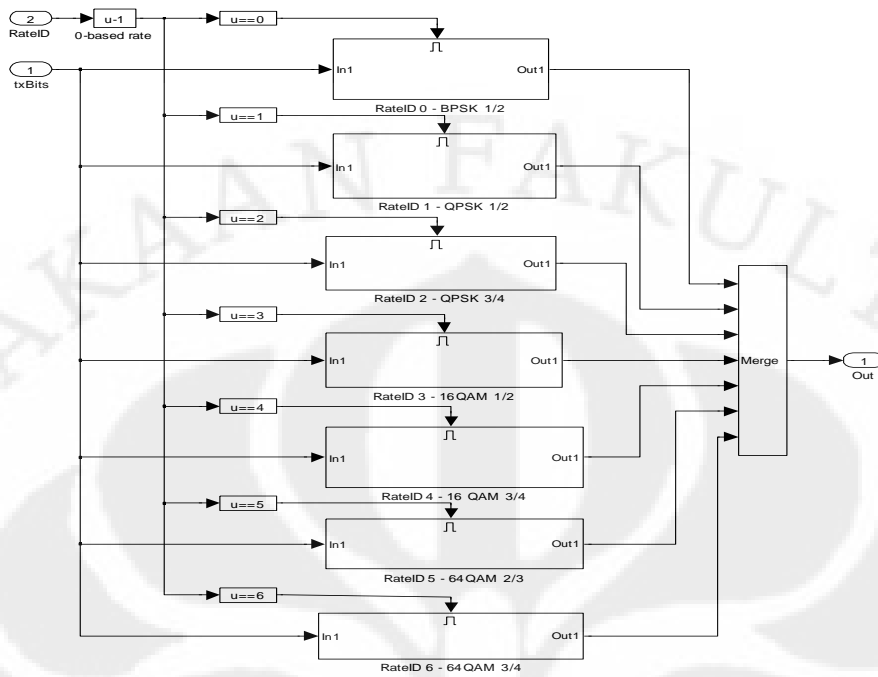 2
u-1
u==0
RateID
0-based rate
1
In1
Out1
txBits
RateID 0 - BPSK 1/2
u==1
In1
Out1
RateID 1 - QPSK 1/2
u==2
In1
Out1
RateID 2 - QPSK 3/4
u==3
In1
Out1
Merge
1
Out
RateID 3 - 16QAM 1/2
u==4
In1
Out1
RateID 4 - 16 QAM 3/4
u==5
In1
Out1
RateID 5 - 64QAM 2/3
u==6
In1
Out1
RateID 6 - 64QAM 3/4
AKAAN FAKUL